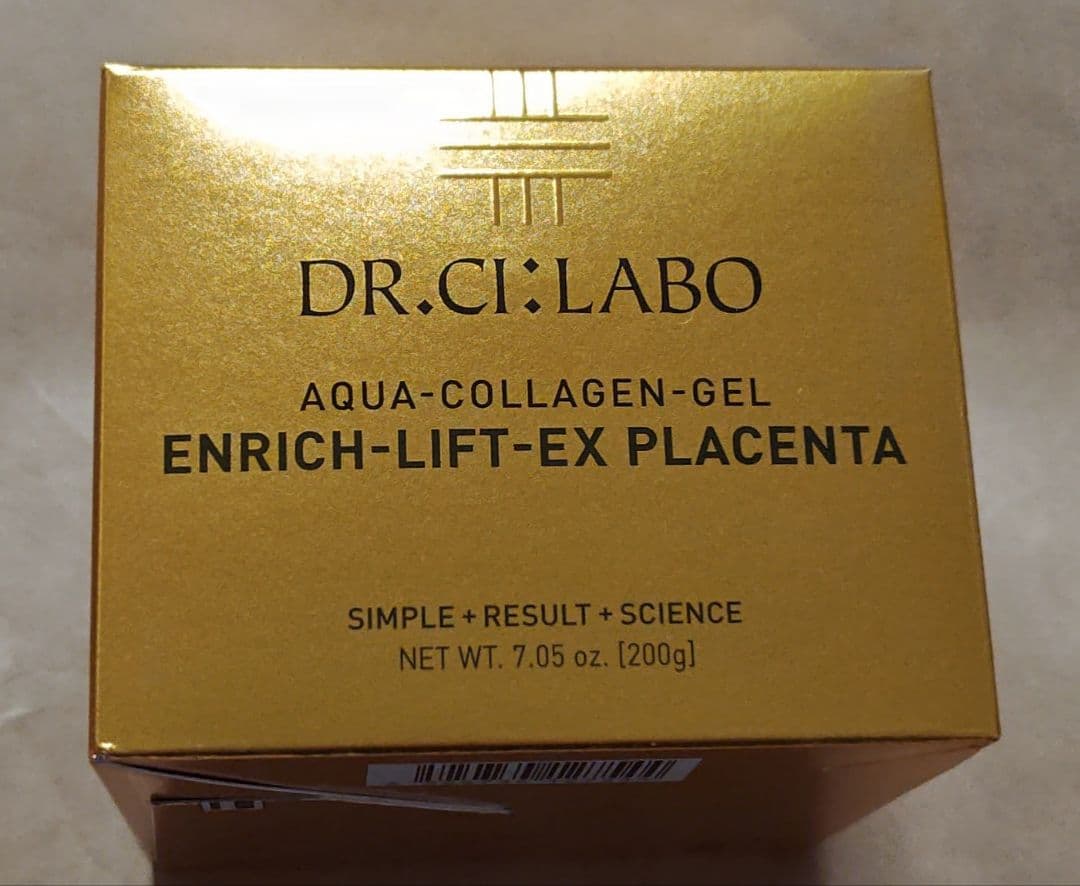 DR.CI:LABO
AQUA-COLLAGEN-GEL
ENRICH-LIFT-EX PLACENTA
SIMPLE + RESULT + SCIENCE
NET WT. 7.05 oz. [200g]